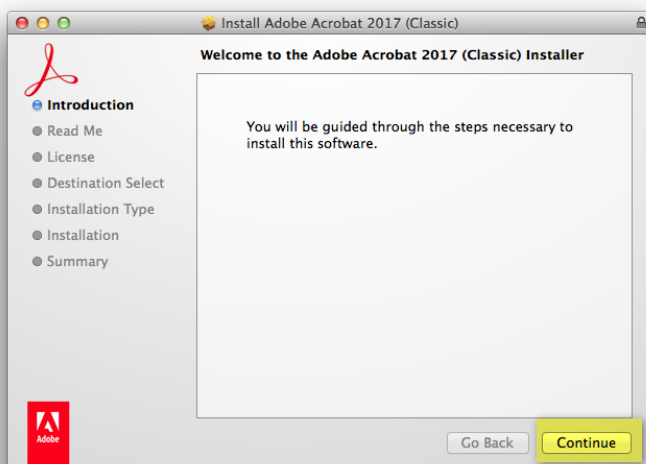 Install Adobe Acrobat 2017 (Classic)
Welcome to the Adobe Acrobat 2017 (Classic) Installer
Introduction
Read Me
License
Destination Select
Installation Type
Installation
Summary
You will be guided through the steps necessary to
install this software.
Adobe
Go Back
Continue